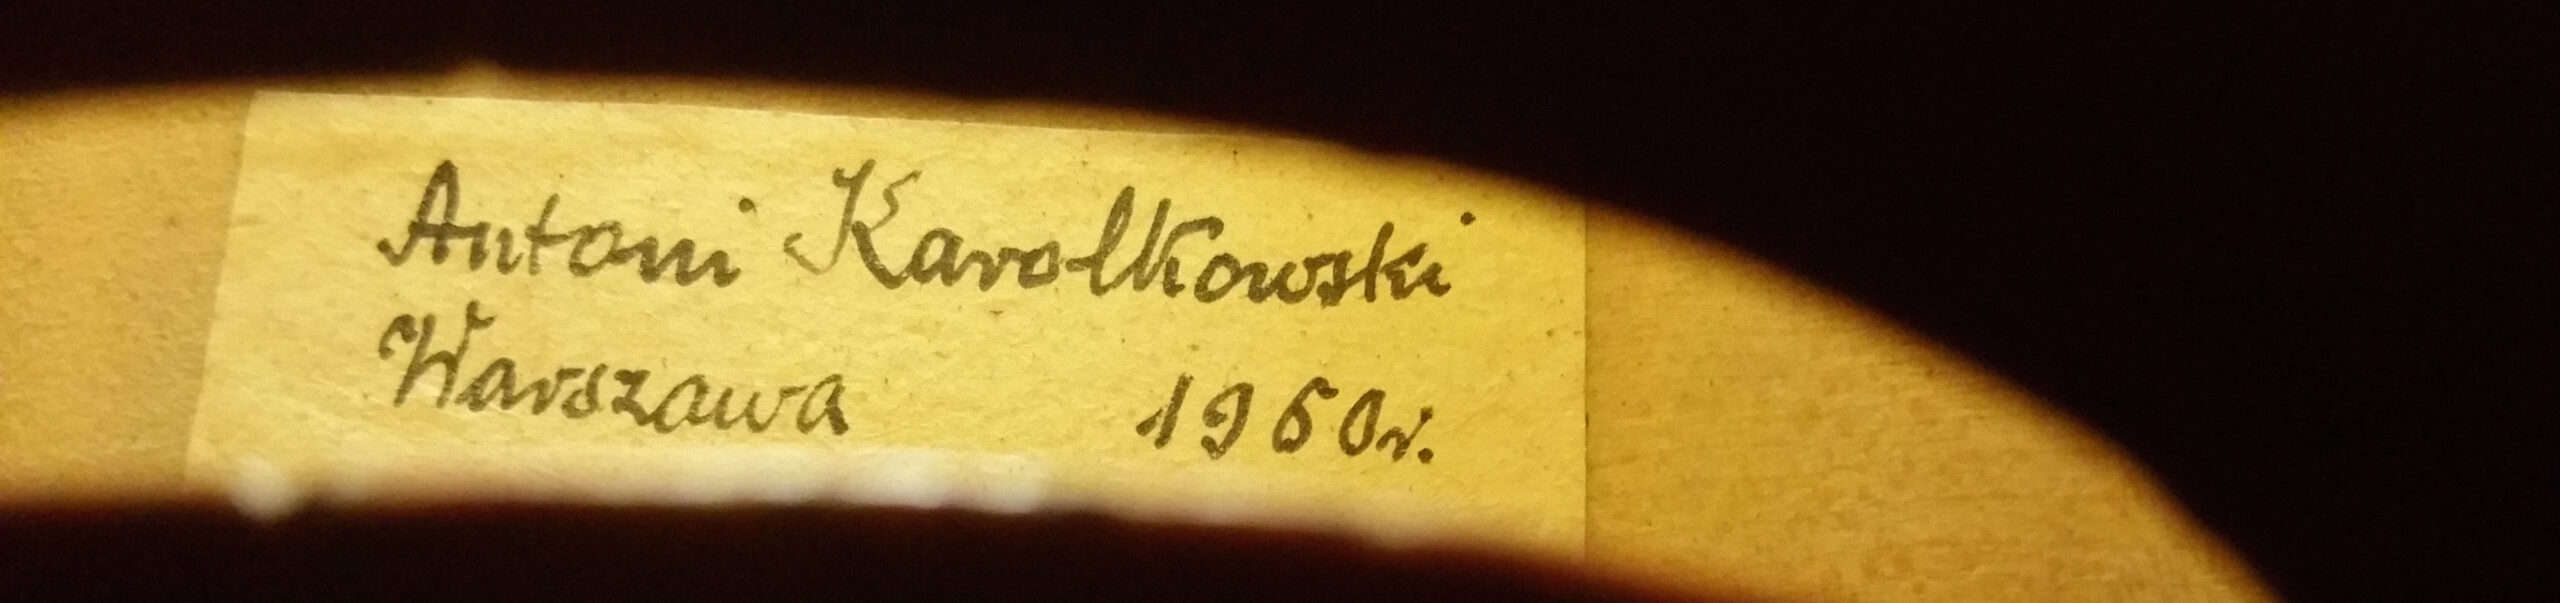 Antoni Karolkowski
Warszawa 1960r.